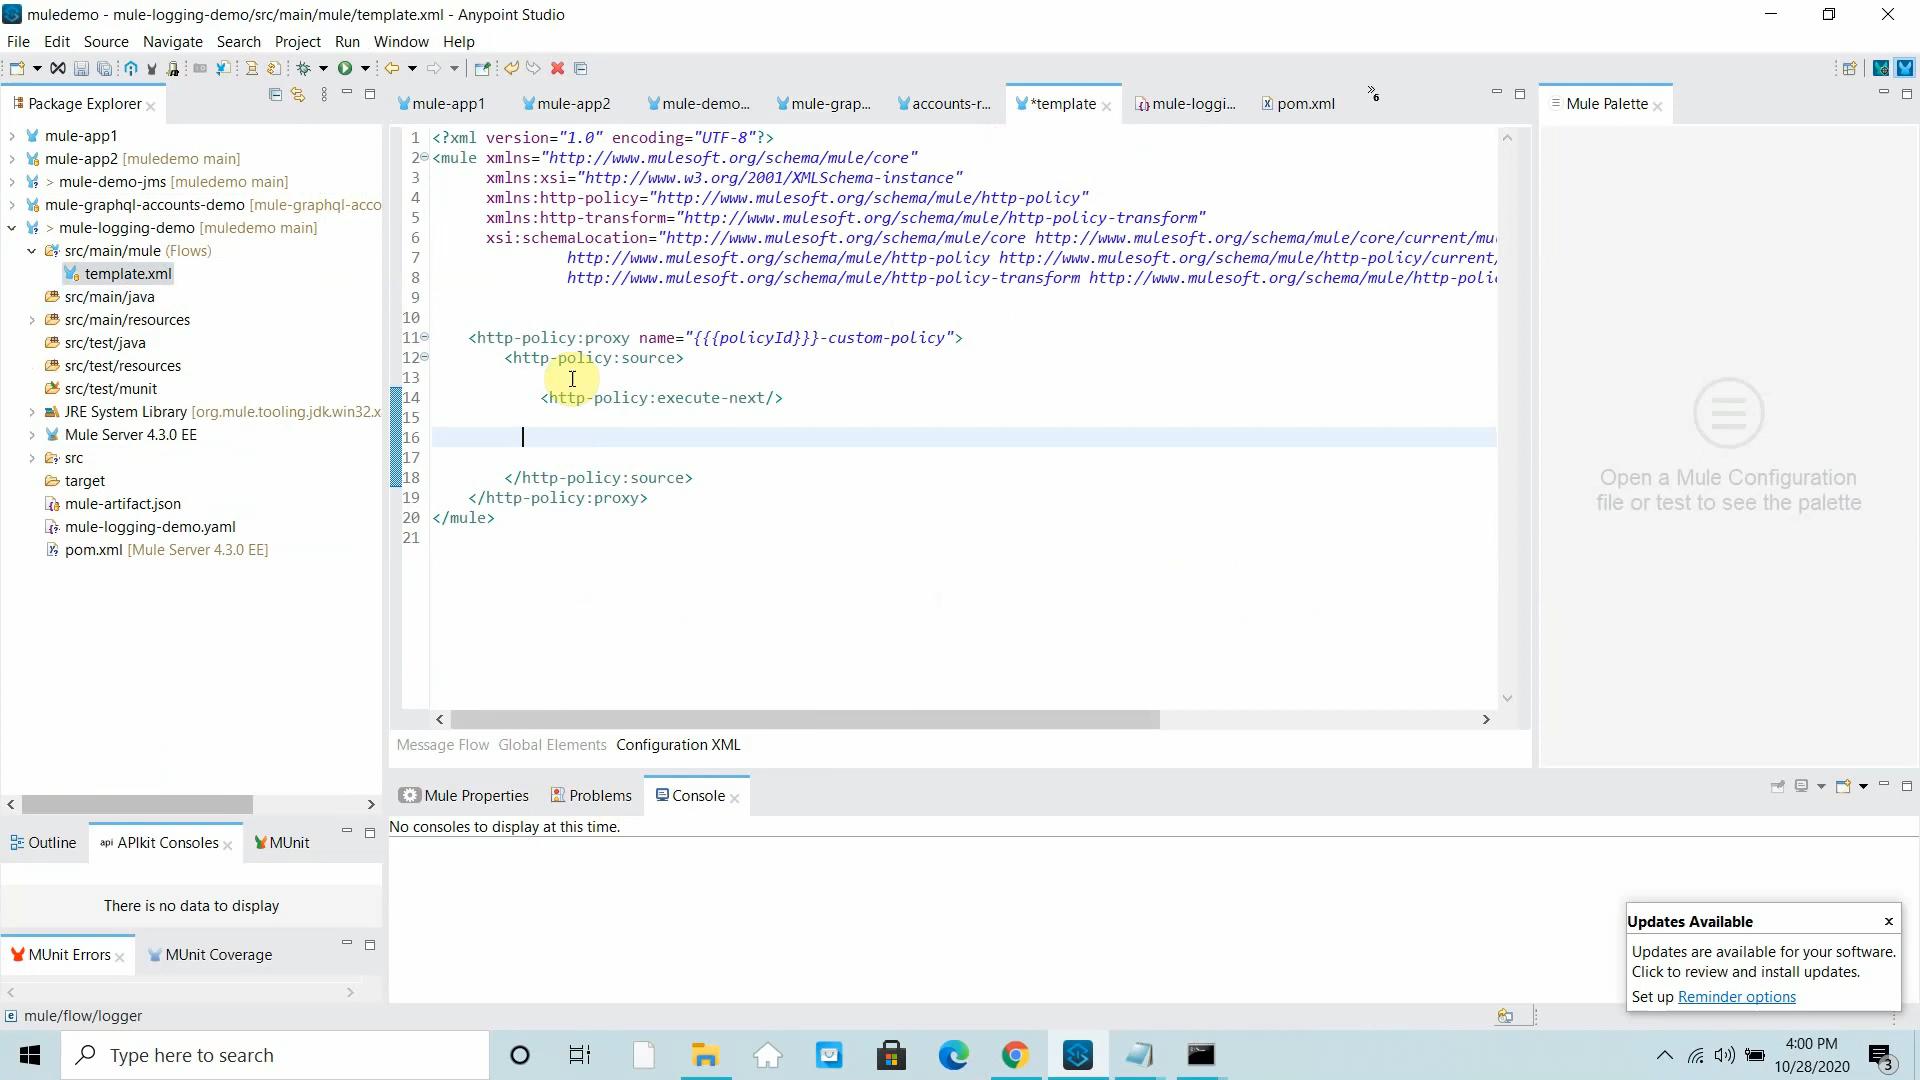 muledemo - mule-logging-demo/src/main/mule/template.xml - Anypoint Studio
File Edit Source Navigate Search Project Run Window Help
Package Explorer
mule-app1
mule-app2 [muledemo main]
> mule-demo-jms [muledemo main]
mule-graphql-accounts-demo [mule-graphql-acco
> mule-logging-demo [muledemo main]
src/main/mule (Flows)
template.xml
src/main/java
src/main/resources
src/test/java
src/test/resources
src/test/munit
JRE System Library [org.mule.tooling.jdk.win32.x
Mule Server 4.3.0 EE
src
target
mule-artifact.json
mule-logging-demo.yaml
pom.xml [Mule Server 4.3.0 EE]
mule-app1 mule-app2 mule-demo... mule-grap... accounts-r... *template mule-loggi... pom.xml » 6
1 <?xml version="1.0" encoding="UTF-8"?>
2 <mule xmlns="http://www.mulesoft.org/schema/mule/core"
3 xmlns:xsi="http://www.w3.org/2001/XMLSchema-instance"
4 xmlns:http-policy="http://www.mulesoft.org/schema/mule/http-policy"
5 xmlns:http-transform="http://www.mulesoft.org/schema/mule/http-policy-transform"
6 xsi:schemaLocation="http://www.mulesoft.org/schema/mule/core http://www.mulesoft.org/schema/mule/core/current/mu
7 http://www.mulesoft.org/schema/mule/http-policy http://www.mulesoft.org/schema/mule/http-policy/current/
8 http://www.mulesoft.org/schema/mule/http-policy-transform http://www.mulesoft.org/schema/mule/http-poli
9
10
11 <http-policy:proxy name="{{{policyId}}}-custom-policy">
12 <http-policy:source>
13
14 <http-policy:execute-next/>
15
16
17
18 </http-policy:source>
19 </http-policy:proxy>
20 </mule>
21
Message Flow Global Elements Configuration XML
Mule Palette
Open a Mule Configuration
file or test to see the palette
Mule Properties Problems Console
No consoles to display at this time.
Outline api APIkit Consoles MUnit
There is no data to display
MUnit Errors MUnit Coverage
mule/flow/logger
Updates Available
Updates are available for your software.
Click to review and install updates.
Set up Reminder options
Type here to search
4:00 PM
10/28/2020
3